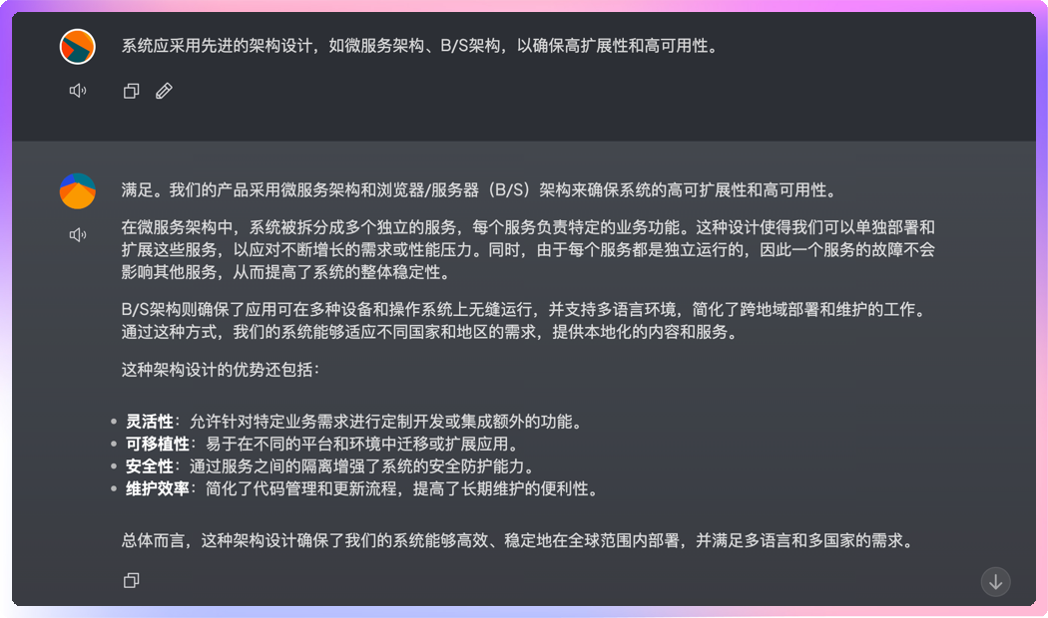 系统应采用先进的架构设计，如微服务架构、B/S架构，以确保高扩展性和高可用性。
满足。我们的产品采用微服务架构和浏览器/服务器（B/S）架构来确保系统的高可扩展性和高可用性。
在微服务架构中，系统被拆分成多个独立的服务，每个服务负责特定的业务功能。这种设计使得我们可以单独部署和
扩展这些服务，以应对不断增长的需求或性能压力。同时，由于每个服务都是独立运行的，因此一个服务的故障不会
影响其他服务，从而提高了系统的整体稳定性。
B/S架构则确保了应用可在多种设备和操作系统上无缝运行，并支持多语言环境，简化了跨地域部署和维护的工作。
通过这种方式，我们的系统能够适应不同国家和地区的需求，提供本地化的内容和服务。
这种架构设计的优势还包括：
• 灵活性：允许针对特定业务需求进行定制开发或集成额外的功能。
• 可移植性：易于在不同的平台和环境中迁移或扩展应用。
• 安全性：通过服务之间的隔离增强了系统的安全防护能力。
• 维护效率：简化了代码管理和更新流程，提高了长期维护的便利性。
总体而言，这种架构设计确保了我们的系统能够高效、稳定地在全球范围内部署，并满足多语言和多国家的需求。